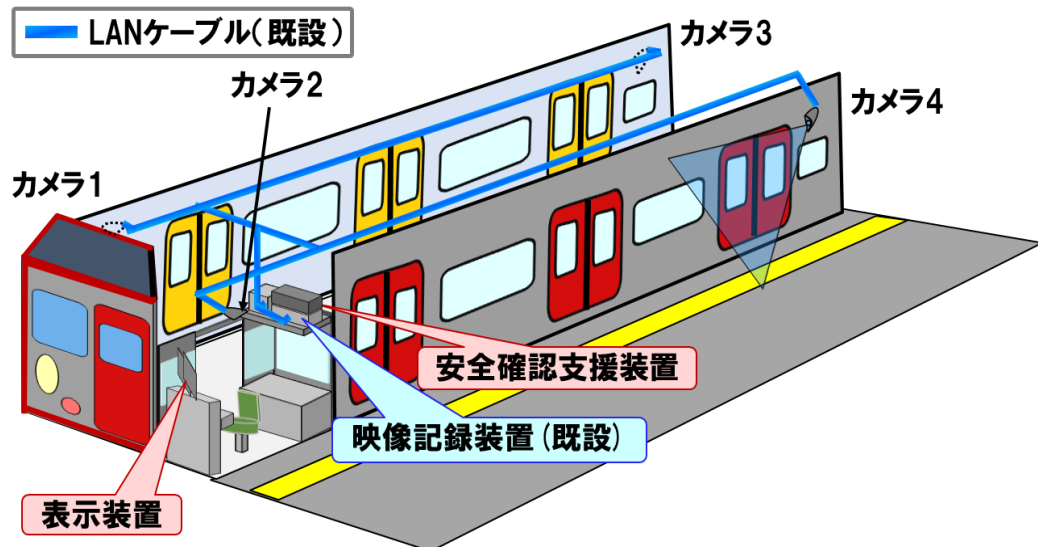 LANケーブル(既設)
カメラ3
カメラ2
カメラ4
カメラ1
安全確認支援装置
映像記録装置(既設)
表示装置